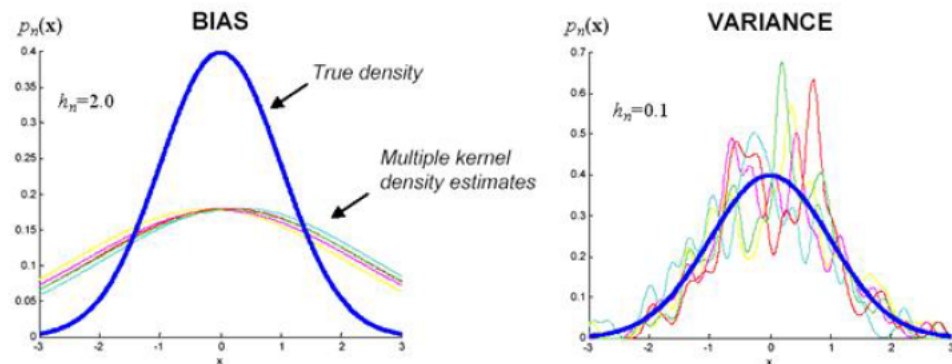 BIAS
pₙ(x)
0.4
0.35
0.3
0.25
0.2
0.15
0.1
0.05
0
hₙ=2.0
True density
Multiple kernel
density estimates
-3 -2 -1 0 1 2 3
x
VARIANCE
pₙ(x)
0.7
0.6
0.5
0.4
0.3
0.2
0.1
0
hₙ=0.1
-3 -2 -1 0 1 2 3
x